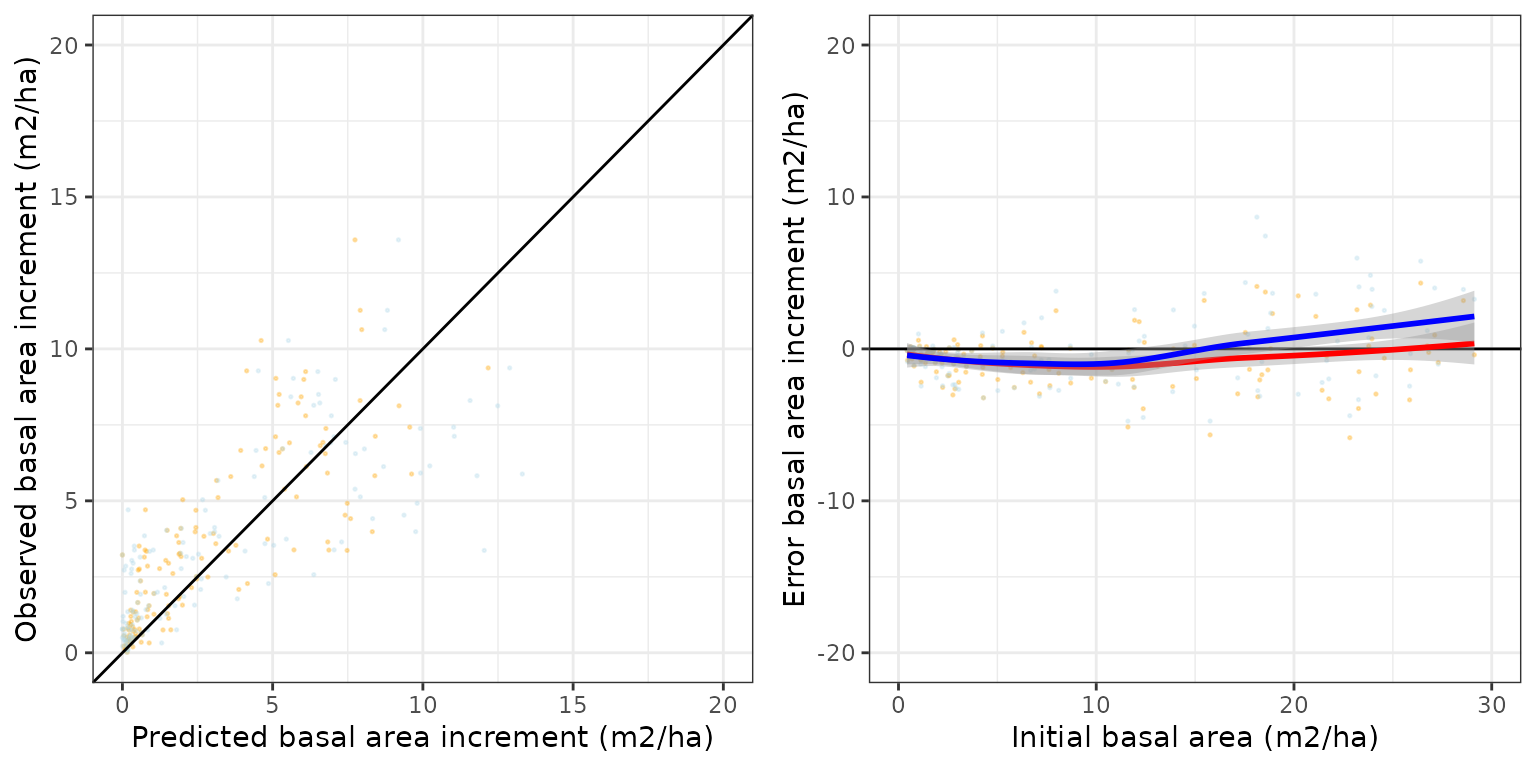 Observed basal area increment (m2/ha)
20
15
10
5
0
0 5 10 15 20
Predicted basal area increment (m2/ha)
Error basal area increment (m2/ha)
20
10
0
-10
-20
0 10 20 30
Initial basal area (m2/ha)